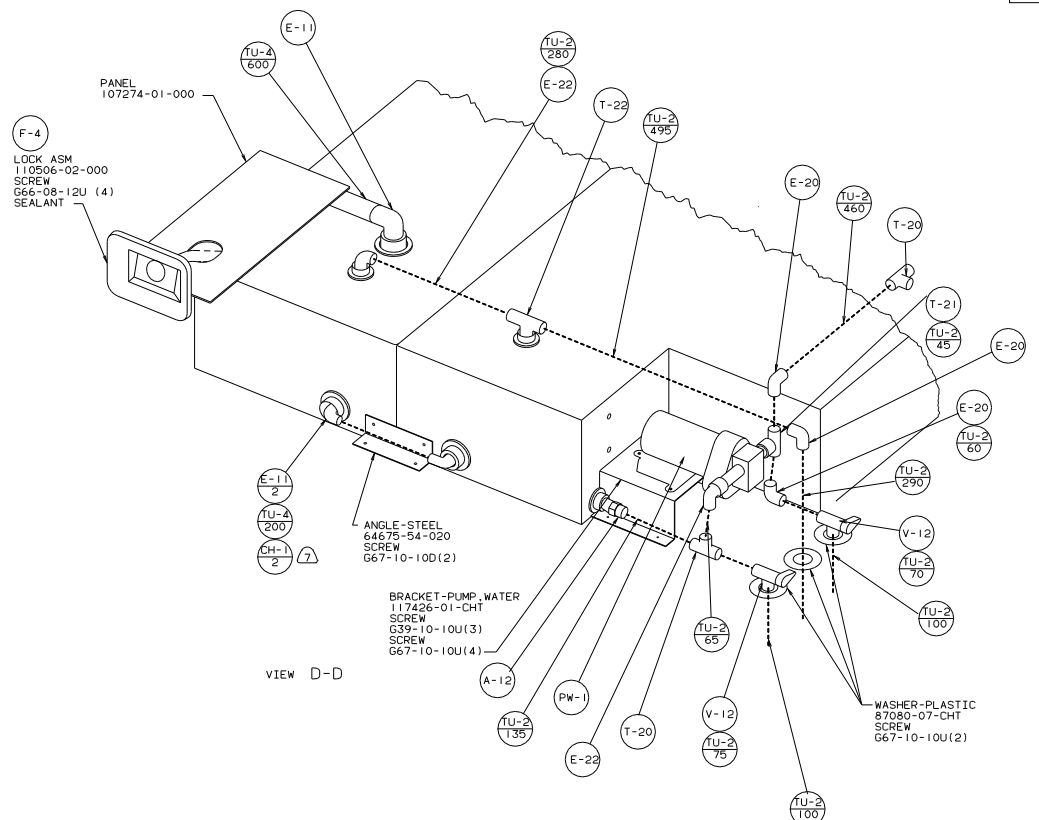 E-11
TU-4
600
TU-2
280
E-22
PANEL
107274-01-000
T-22
TU-2
495
F-4
LOCK ASM
110506-02-000
SCREW
G66-08-12U (4)
SEALANT
E-20
TU-2
460
T-20
T-21
TU-2
45
E-20
E-20
TU-2
60
TU-2
290
E-11
2
TU-4
200
CH-1
2
7
ANGLE-STEEL
64675-54-020
SCREW
G67-10-10D(2)
V-12
TU-2
70
TU-2
100
BRACKET-PUMP,WATER
117426-01-CHT
SCREW
G39-10-10U(3)
SCREW
G67-10-10U(4)
TU-2
65
VIEW D-D
A-12
PW-1
TU-2
135
T-20
V-12
TU-2
75
E-22
WASHER-PLASTIC
87080-07-CHT
SCREW
G67-10-10U(2)
TU-2
100